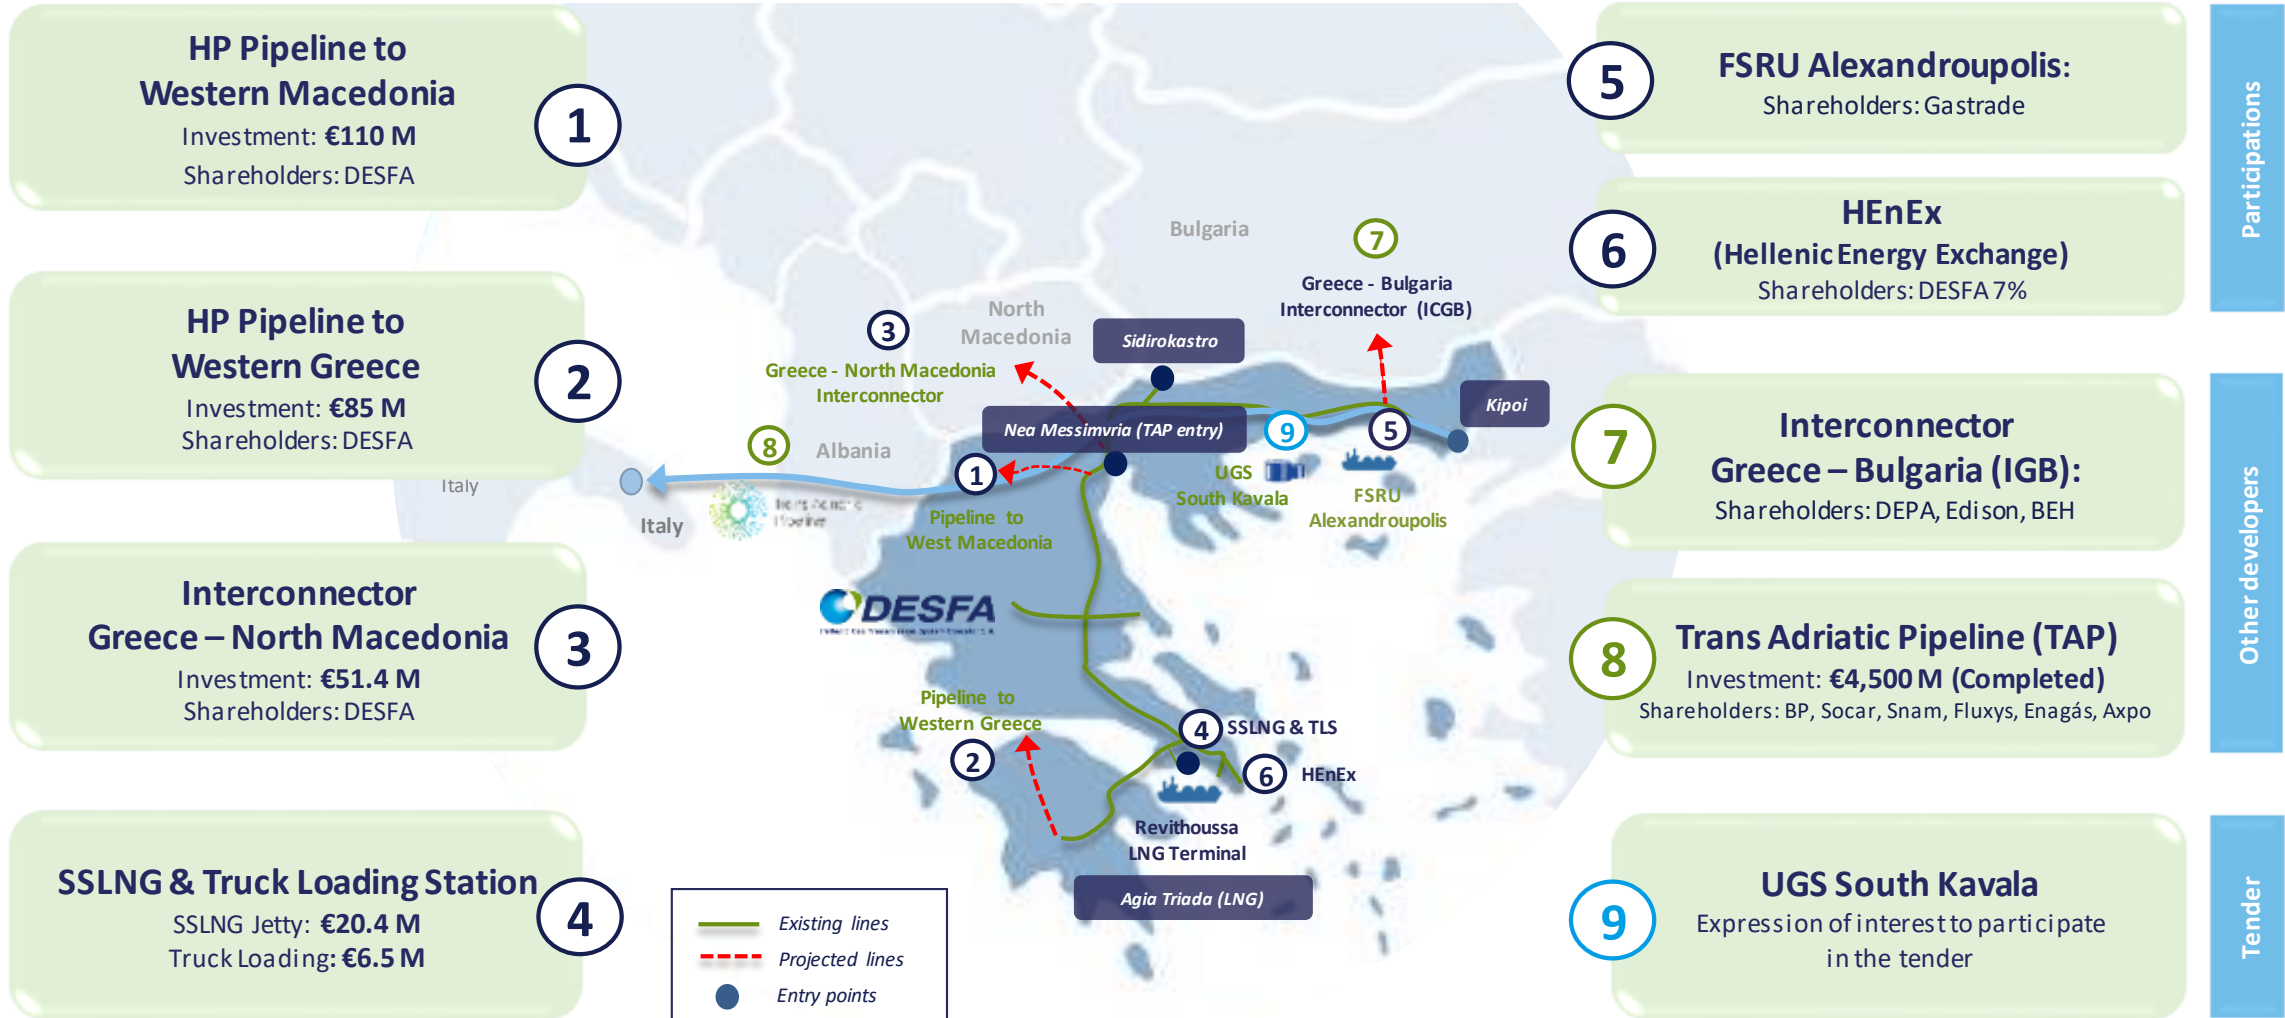 HP Pipeline to
Western Macedonia
Investment: €110 M
Shareholders: DESFA
1
HP Pipeline to
Western Greece
Investment: €85 M
Shareholders: DESFA
2
Interconnector
Greece – North Macedonia
Investment: €51.4 M
Shareholders: DESFA
3
SSLNG & Truck Loading Station
SSLNG Jetty: €20.4 M
Truck Loading: €6.5 M
4
Bulgaria
7
Greece - Bulgaria
Interconnector (ICGB)
North
Macedonia
3
Sidirokastro
Greece - North Macedonia
Interconnector
Kipoi
Nea Messimvria (TAP entry)
9
5
8
Albania
1
UGS
South Kavala
FSRU
Alexandroupolis
Italy
Italy
Trans Adriatic
Pipeline
Pipeline to
West Macedonia
DESFA
Pipeline to
Western Greece
2
4
SSLNG & TLS
6
HEnEx
Revithoussa
LNG Terminal
Agia Triada (LNG)
Existing lines
Projected lines
Entry points
5
FSRU Alexandroupolis:
Shareholders: Gastrade
6
HEnEx
(Hellenic Energy Exchange)
Shareholders: DESFA 7%
Participations
7
Interconnector
Greece – Bulgaria (IGB):
Shareholders: DEPA, Edison, BEH
8
Trans Adriatic Pipeline (TAP)
Investment: €4,500 M (Completed)
Shareholders: BP, Socar, Snam, Fluxys, Enagás, Axpo
Other developers
9
UGS South Kavala
Expression of interest to participate
in the tender
Tender